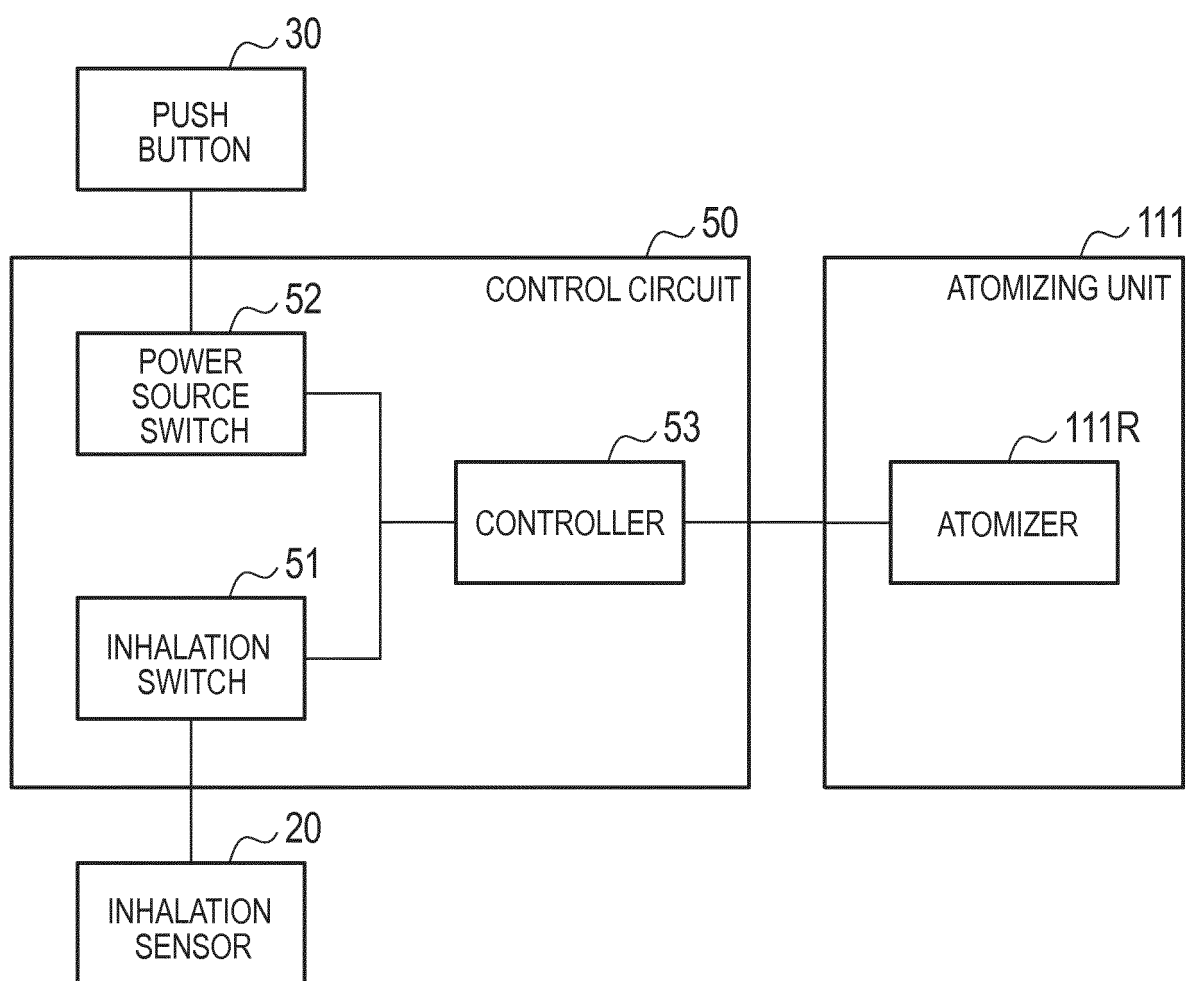 30
PUSH
BUTTON
50
CONTROL CIRCUIT
111
ATOMIZING UNIT
52
POWER
SOURCE
SWITCH
53
CONTROLLER
111R
ATOMIZER
51
INHALATION
SWITCH
20
INHALATION
SENSOR